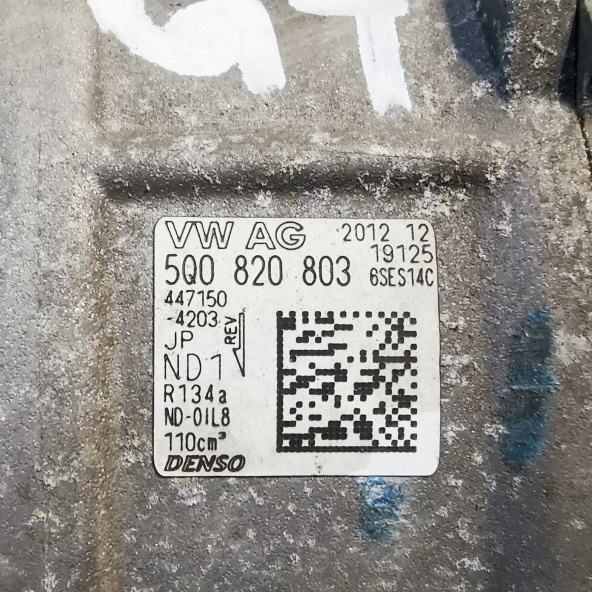 GT
VW AG 2012 12
19125
5Q0 820 803 6SES14C
447150
-4203
JP REV
ND1
R134a
ND-OIL8
110cm³
DENSO